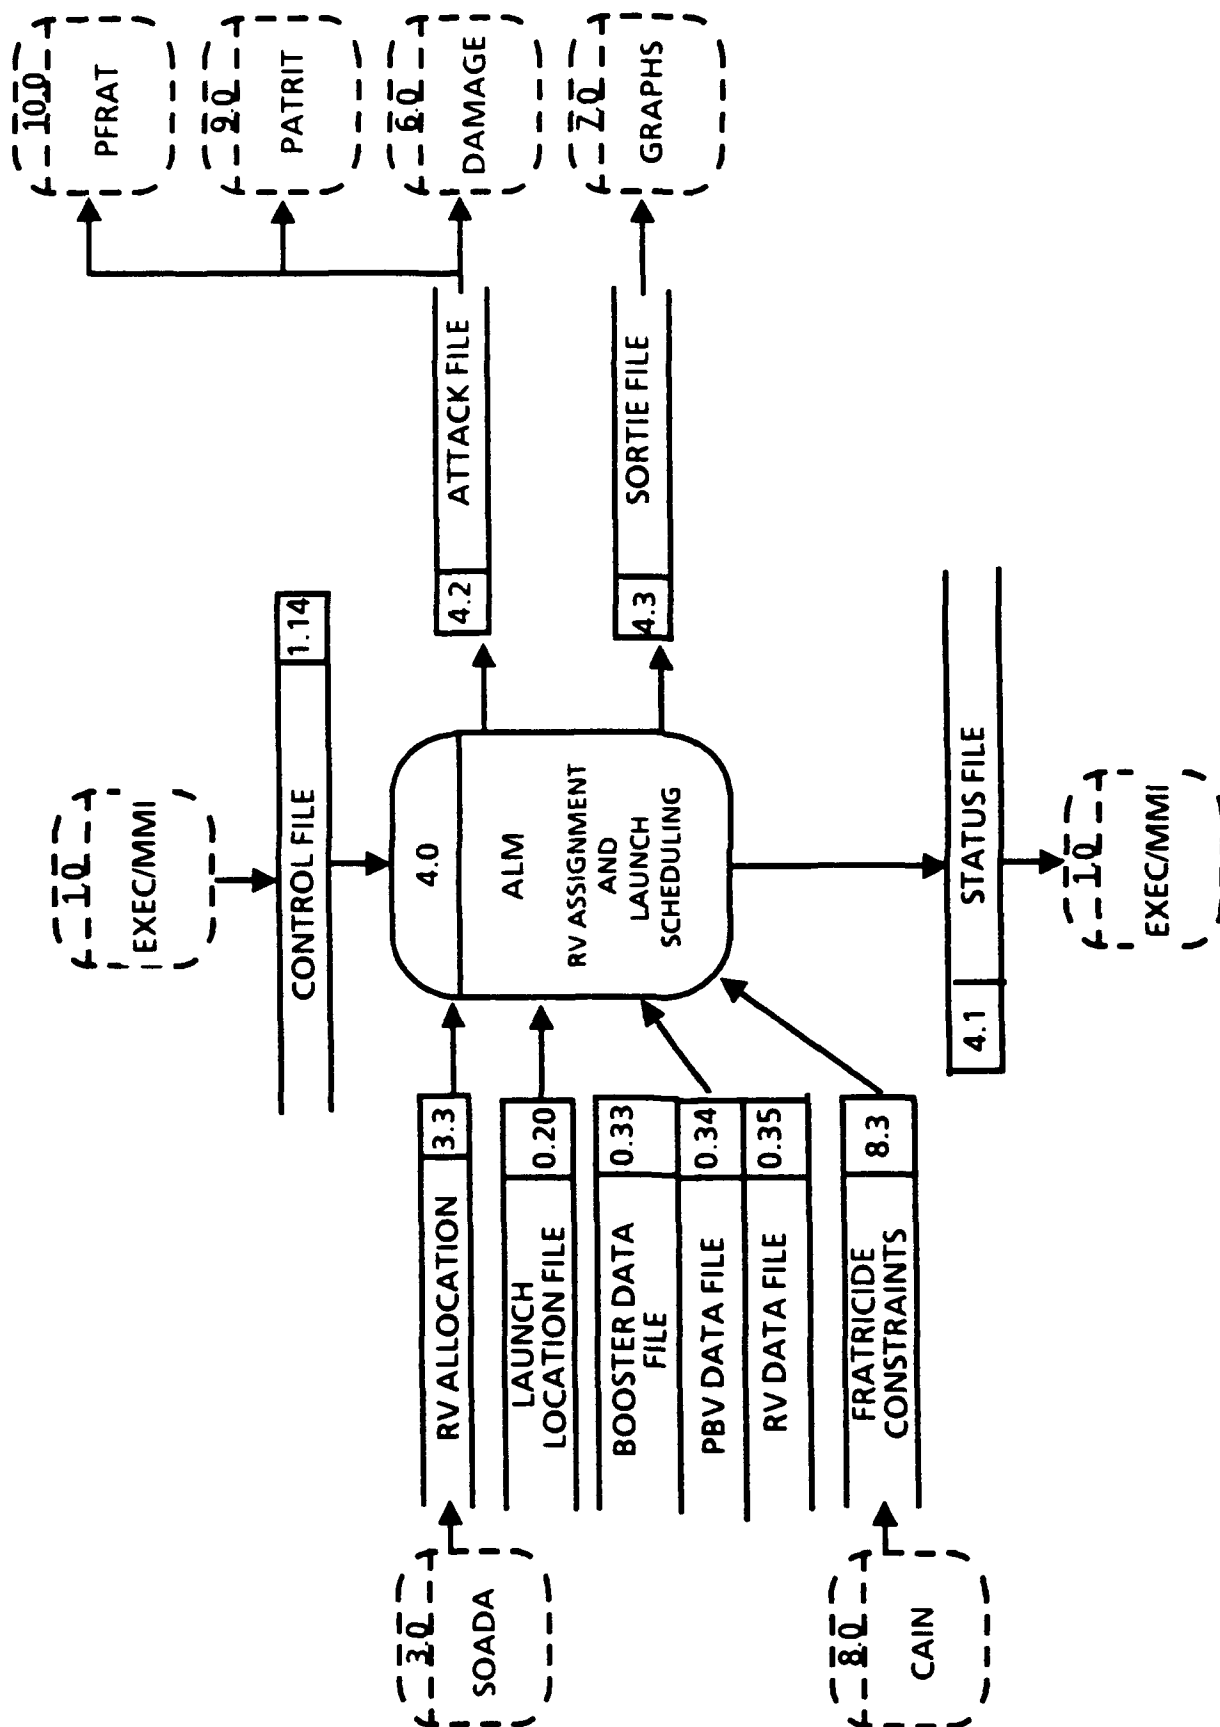 1.0
EXEC/MMI
CONTROL FILE
1.14
3.0
SOADA
RV ALLOCATION
3.3
LAUNCH
LOCATION FILE
0.20
BOOSTER DATA
FILE
0.33
PBV DATA FILE
0.34
RV DATA FILE
0.35
8.0
CAIN
FRATRICIDE
CONSTRAINTS
8.3
4.0
ALM
RV ASSIGNMENT
AND
LAUNCH
SCHEDULING
4.2
ATTACK FILE
4.3
SORTIE FILE
10.0
PFRAT
9.0
PATRIT
6.0
DAMAGE
7.0
GRAPHS
4.1
STATUS FILE
1.0
EXEC/MMI